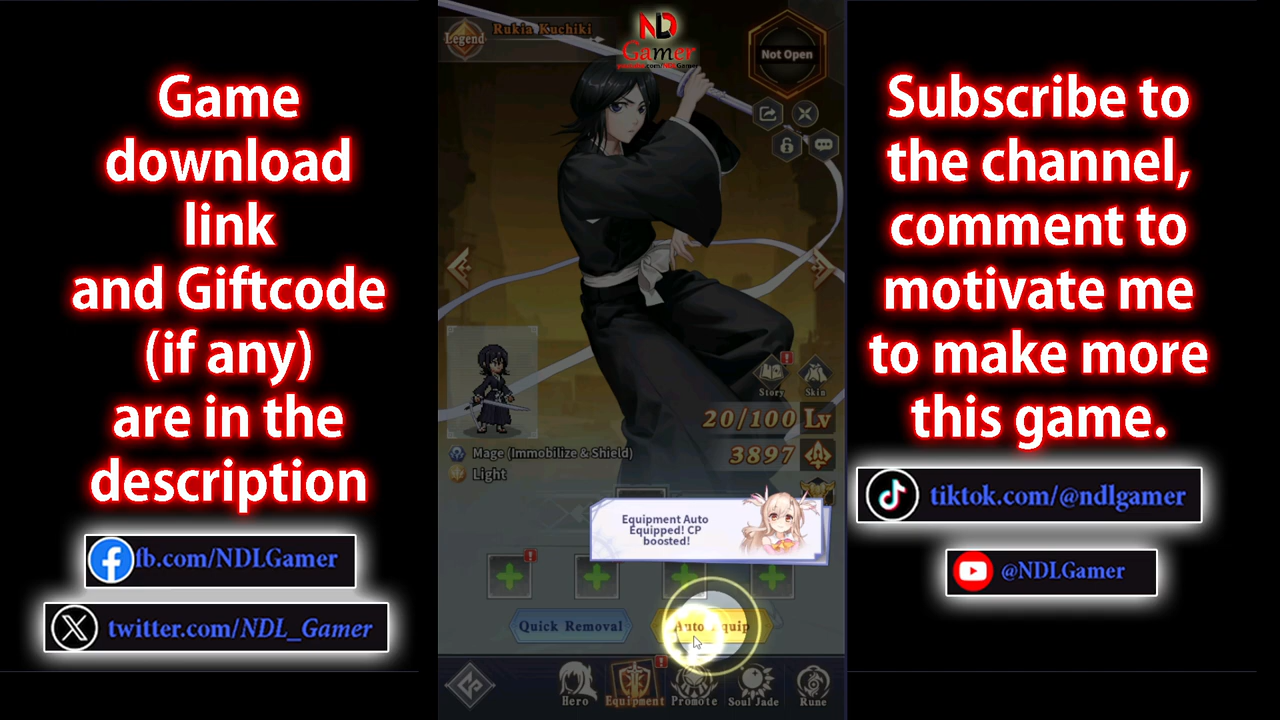 Game
download
link
and Giftcode
(if any)
are in the
description
fb.com/NDLGamer
twitter.com/NDL_Gamer
Legend
Rukia Kuchiki
ND
Gamer
Not Open
Story
Skin
20/100 Lv
3897
Mage (Immobilize & Shield)
Light
Equipment Auto
Equipped! CP
boosted!
Quick Removal
Auto Equip
Hero
Equipment
Promote
Soul Jade
Rune
Subscribe to
the channel,
comment to
motivate me
to make more
this game.
tiktok.com/@ndlgamer
@NDLGamer